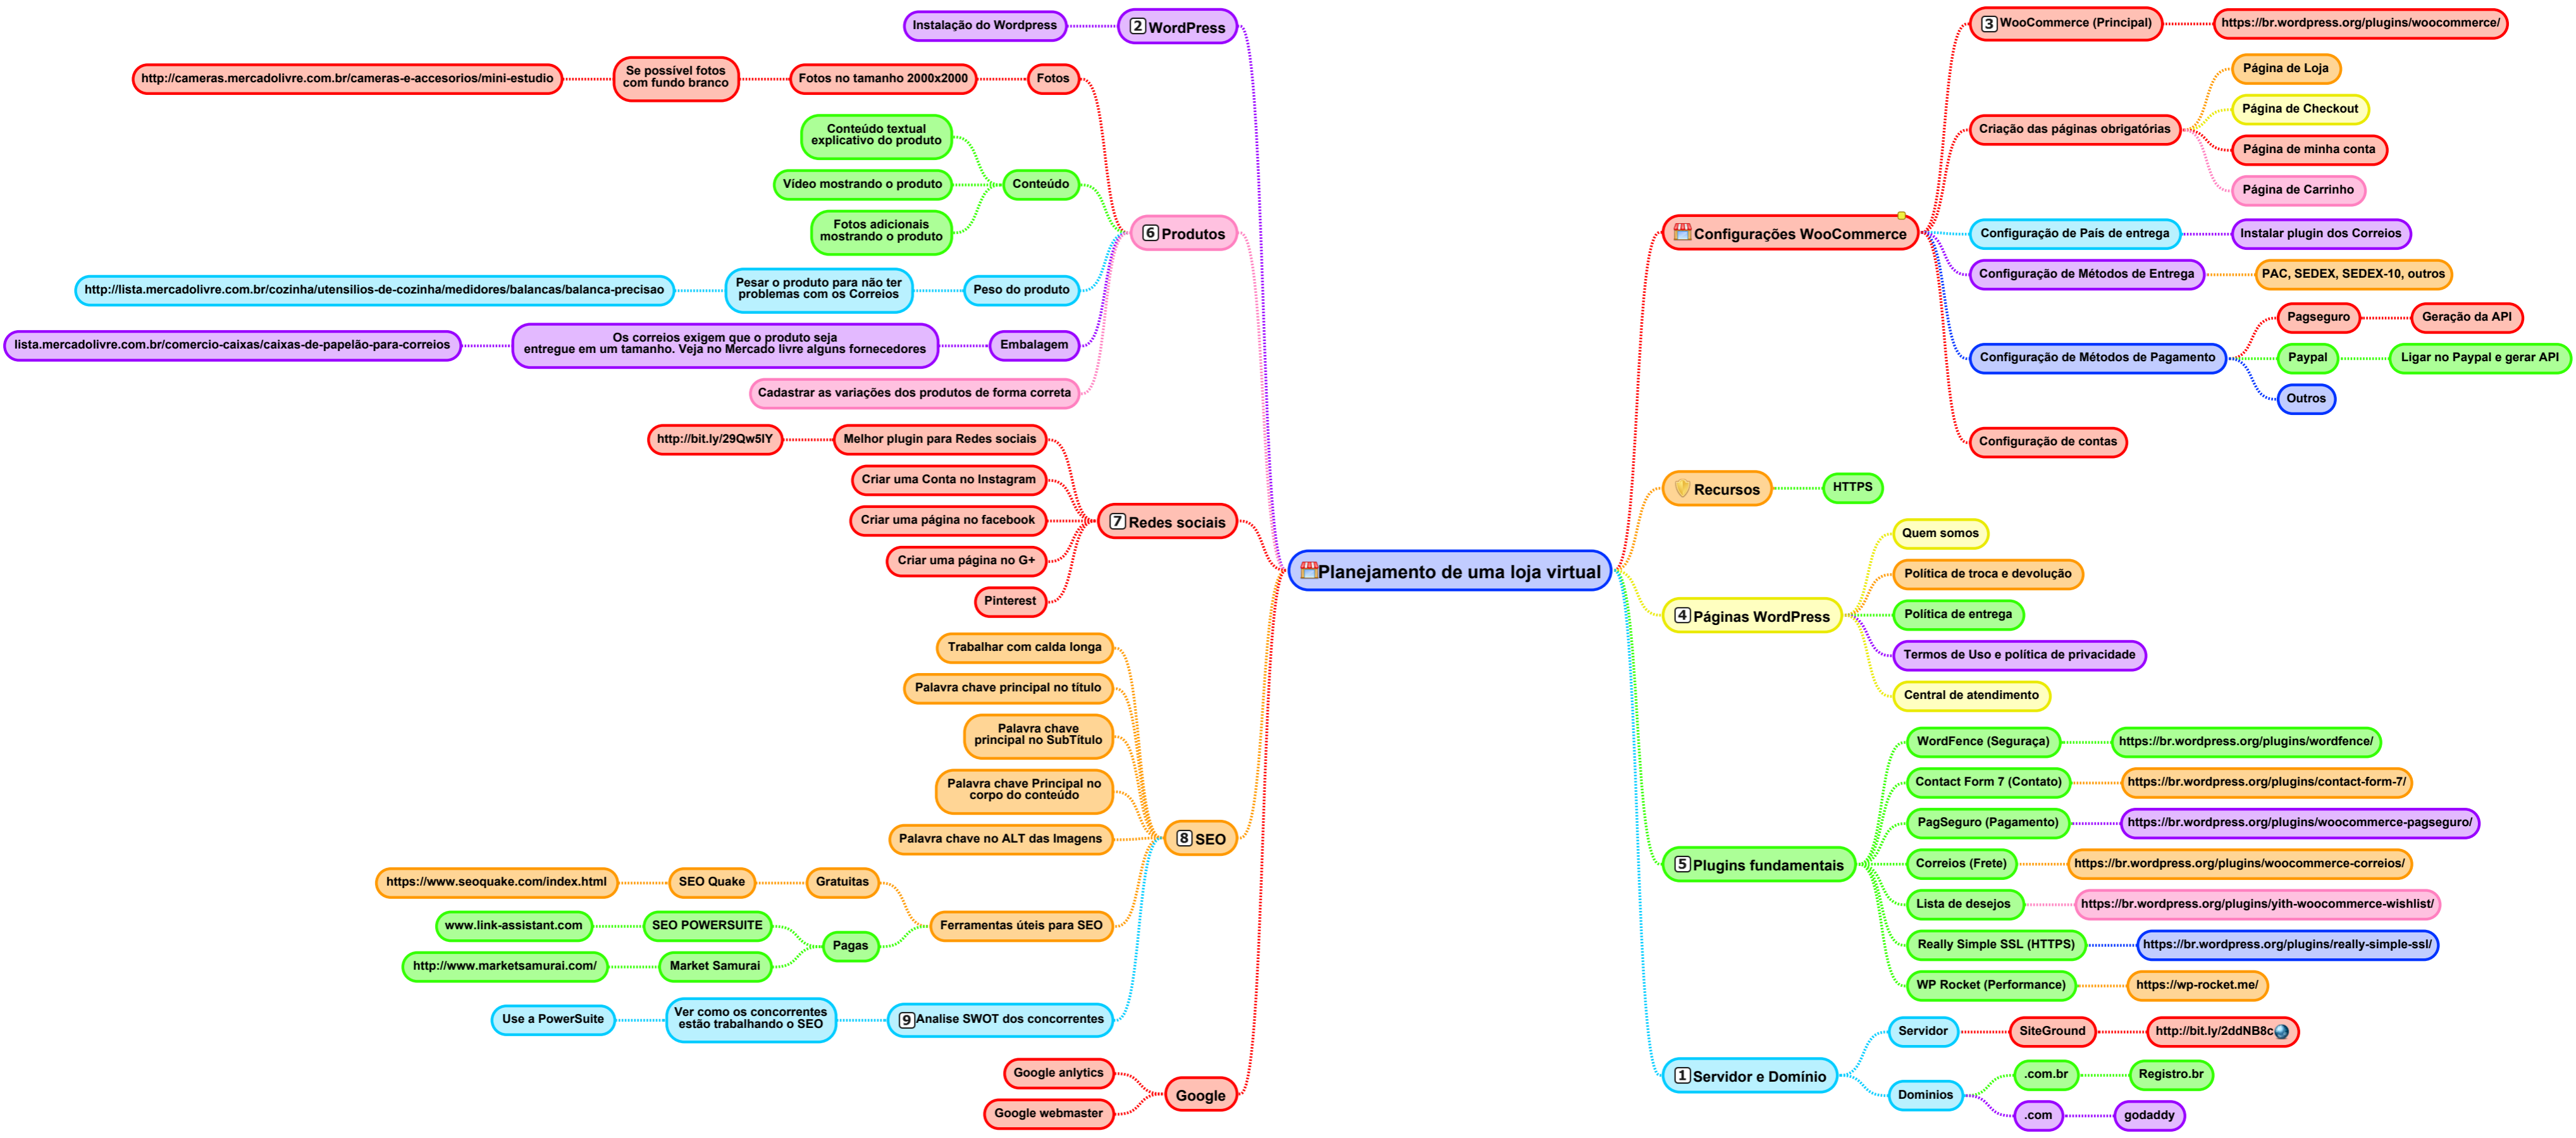 Planejamento de uma loja virtual
2 WordPress
Instalação do Wordpress
6 Produtos
Fotos
Fotos no tamanho 2000x2000
Se possível fotos
com fundo branco
http://cameras.mercadolivre.com.br/cameras-e-accesorios/mini-estudio
Conteúdo
Conteúdo textual
explicativo do produto
Vídeo mostrando o produto
Fotos adicionais
mostrando o produto
Peso do produto
Pesar o produto para não ter
problemas com os Correios
http://lista.mercadolivre.com.br/cozinha/utensilios-de-cozinha/medidores/balancas/balanca-precisao
Embalagem
Os correios exigem que o produto seja
entregue em um tamanho. Veja no Mercado livre alguns fornecedores
lista.mercadolivre.com.br/comercio-caixas/caixas-de-papelão-para-correios
Cadastrar as variações dos produtos de forma correta
7 Redes sociais
Melhor plugin para Redes sociais
http://bit.ly/29Qw5IY
Criar uma Conta no Instagram
Criar uma página no facebook
Criar uma página no G+
Pinterest
8 SEO
Trabalhar com calda longa
Palavra chave principal no título
Palavra chave
principal no SubTítulo
Palavra chave Principal no
corpo do conteúdo
Palavra chave no ALT das Imagens
Ferramentas úteis para SEO
Gratuitas
SEO Quake
https://www.seoquake.com/index.html
Pagas
SEO POWERSUITE
www.link-assistant.com
Market Samurai
http://www.marketsamurai.com/
9 Analise SWOT dos concorrentes
Ver como os concorrentes
estão trabalhando o SEO
Use a PowerSuite
Google
Google anlytics
Google webmaster
Configurações WooCommerce
3 WooCommerce (Principal)
https://br.wordpress.org/plugins/woocommerce/
Criação das páginas obrigatórias
Página de Loja
Página de Checkout
Página de minha conta
Página de Carrinho
Configuração de País de entrega
Instalar plugin dos Correios
Configuração de Métodos de Entrega
PAC, SEDEX, SEDEX-10, outros
Configuração de Métodos de Pagamento
Pagseguro
Geração da API
Paypal
Ligar no Paypal e gerar API
Outros
Configuração de contas
Recursos
HTTPS
4 Páginas WordPress
Quem somos
Política de troca e devolução
Política de entrega
Termos de Uso e política de privacidade
Central de atendimento
5 Plugins fundamentais
WordFence (Seguraça)
https://br.wordpress.org/plugins/wordfence/
Contact Form 7 (Contato)
https://br.wordpress.org/plugins/contact-form-7/
PagSeguro (Pagamento)
https://br.wordpress.org/plugins/woocommerce-pagseguro/
Correios (Frete)
https://br.wordpress.org/plugins/woocommerce-correios/
Lista de desejos
https://br.wordpress.org/plugins/yith-woocommerce-wishlist/
Really Simple SSL (HTTPS)
https://br.wordpress.org/plugins/really-simple-ssl/
WP Rocket (Performance)
https://wp-rocket.me/
1 Servidor e Domínio
Servidor
SiteGround
http://bit.ly/2ddNB8c
Dominios
.com.br
Registro.br
.com
godaddy